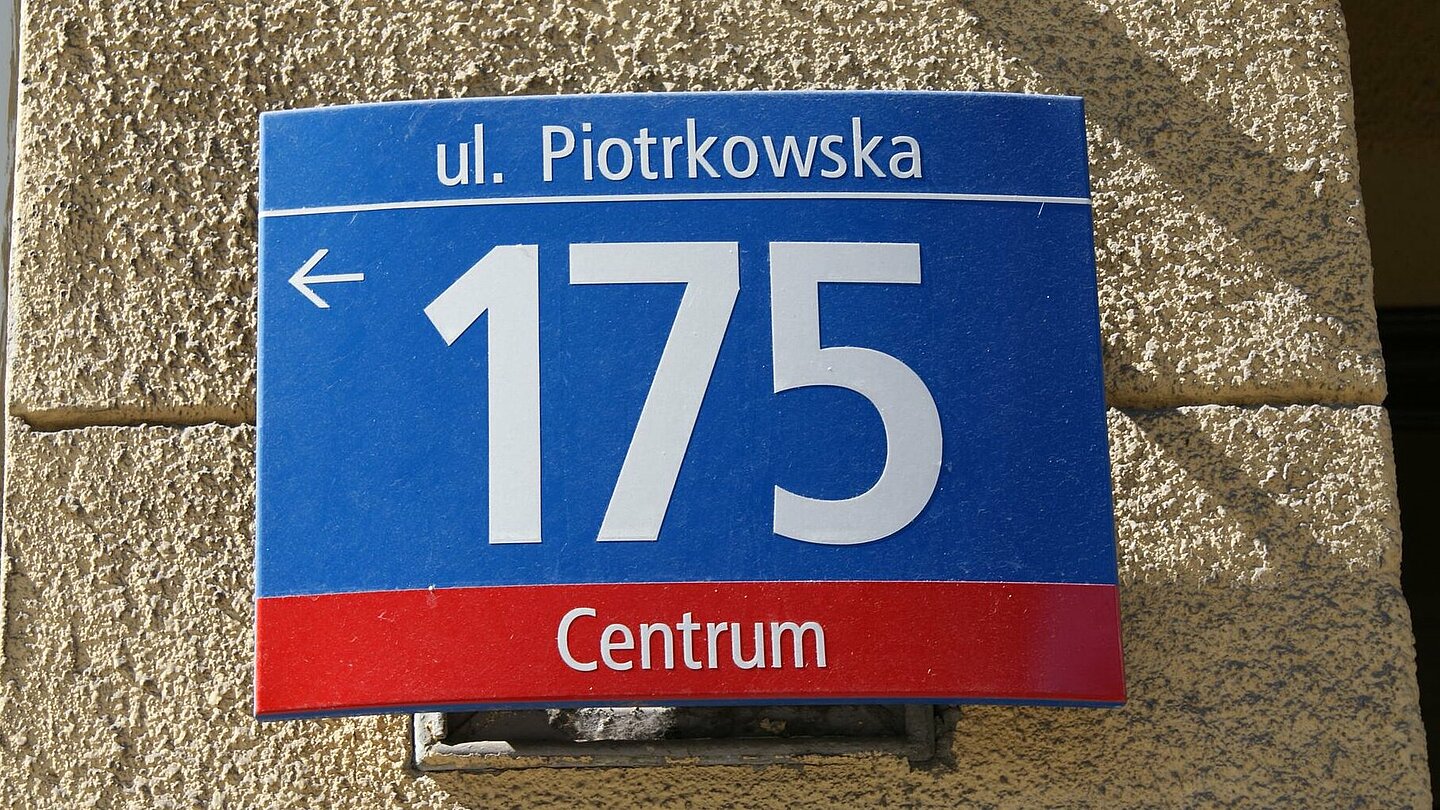 ul. Piotrkowska
← 175
Centrum